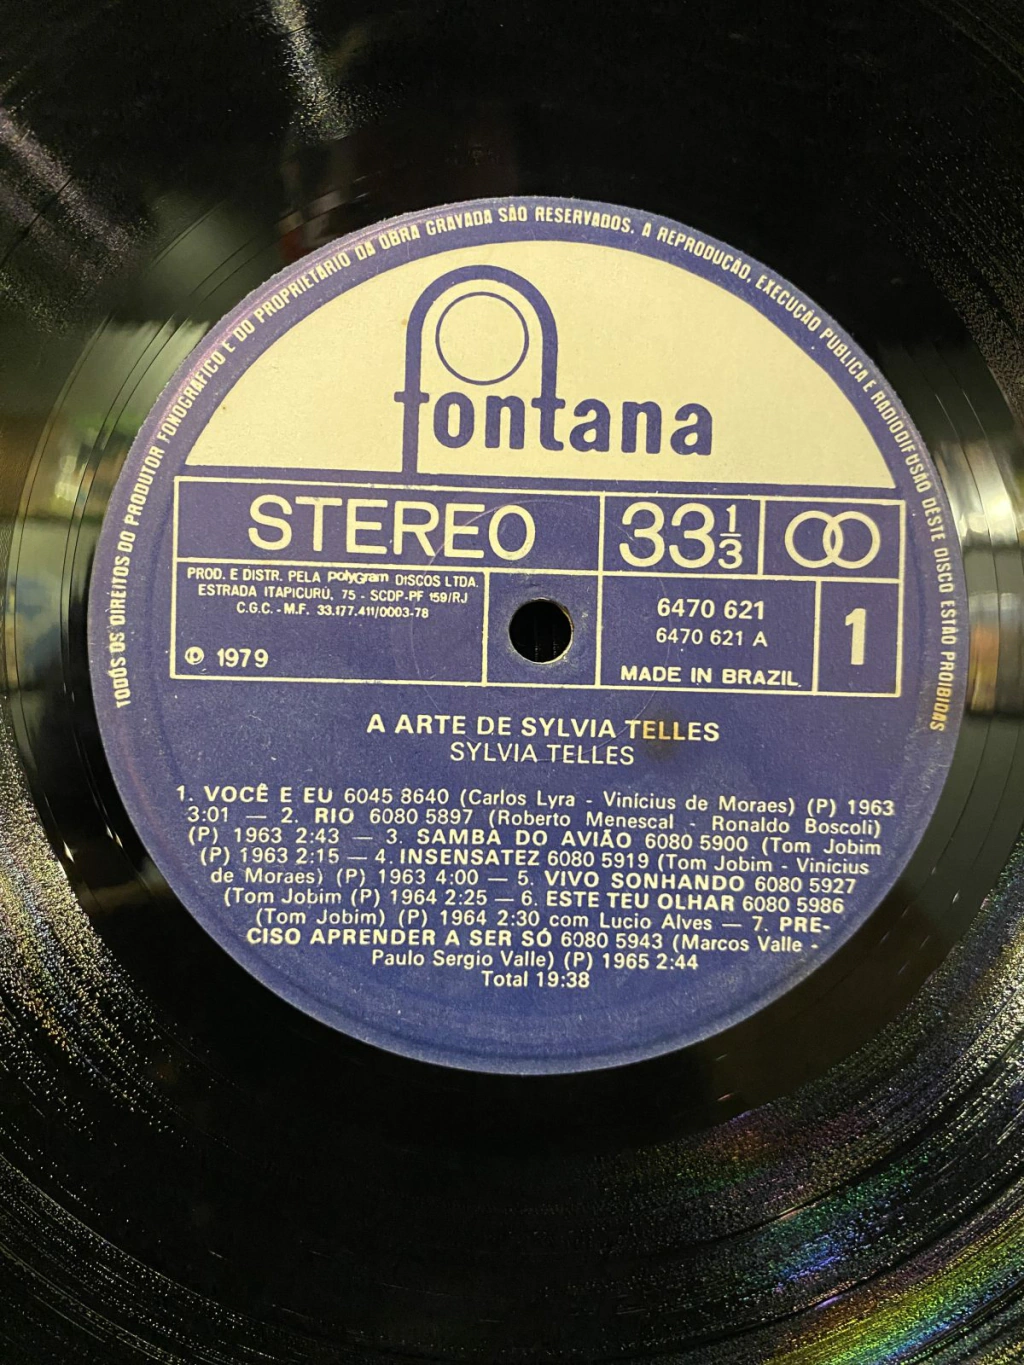 TODOS OS DIREITOS DO PRODUTOR FONOGRÁFICO E DO PROPRIETÁRIO DA OBRA GRAVADA SÃO RESERVADOS. A REPRODUÇÃO, EXECUÇÃO PÚBLICA E RADIODIFUSÃO DESTE DISCO ESTÃO PROIBIDAS
fontana
STEREO
33 1/3
PROD. E DISTR. PELA PolyGram DISCOS LTDA.
ESTRADA ITAPICURÚ, 75 - SCDP-PF 159/RJ
C.G.C. - M.F. 33.177.411/0003-78
℗ 1979
6470 621
6470 621 A
MADE IN BRAZIL
1
A ARTE DE SYLVIA TELLES
SYLVIA TELLES
1. VOCÊ E EU 6045 8640 (Carlos Lyra - Vinícius de Moraes) (P) 1963
3:01 — 2. RIO 6080 5897 (Roberto Menescal - Ronaldo Boscoli)
(P) 1963 2:43 — 3. SAMBA DO AVIÃO 6080 5900 (Tom Jobim
(P) 1963 2:15 — 4. INSENSATEZ 6080 5919 (Tom Jobim - Vinícius
de Moraes) (P) 1963 4:00 — 5. VIVO SONHANDO 6080 5927
(Tom Jobim (P) 1964 2:25 — 6. ESTE TEU OLHAR 6080 5986
(Tom Jobim) (P) 1964 2:30 com Lucio Alves — 7. PRE-
CISO APRENDER A SER SÓ 6080 5943 (Marcos Valle -
Paulo Sergio Valle) (P) 1965 2:44
Total 19:38